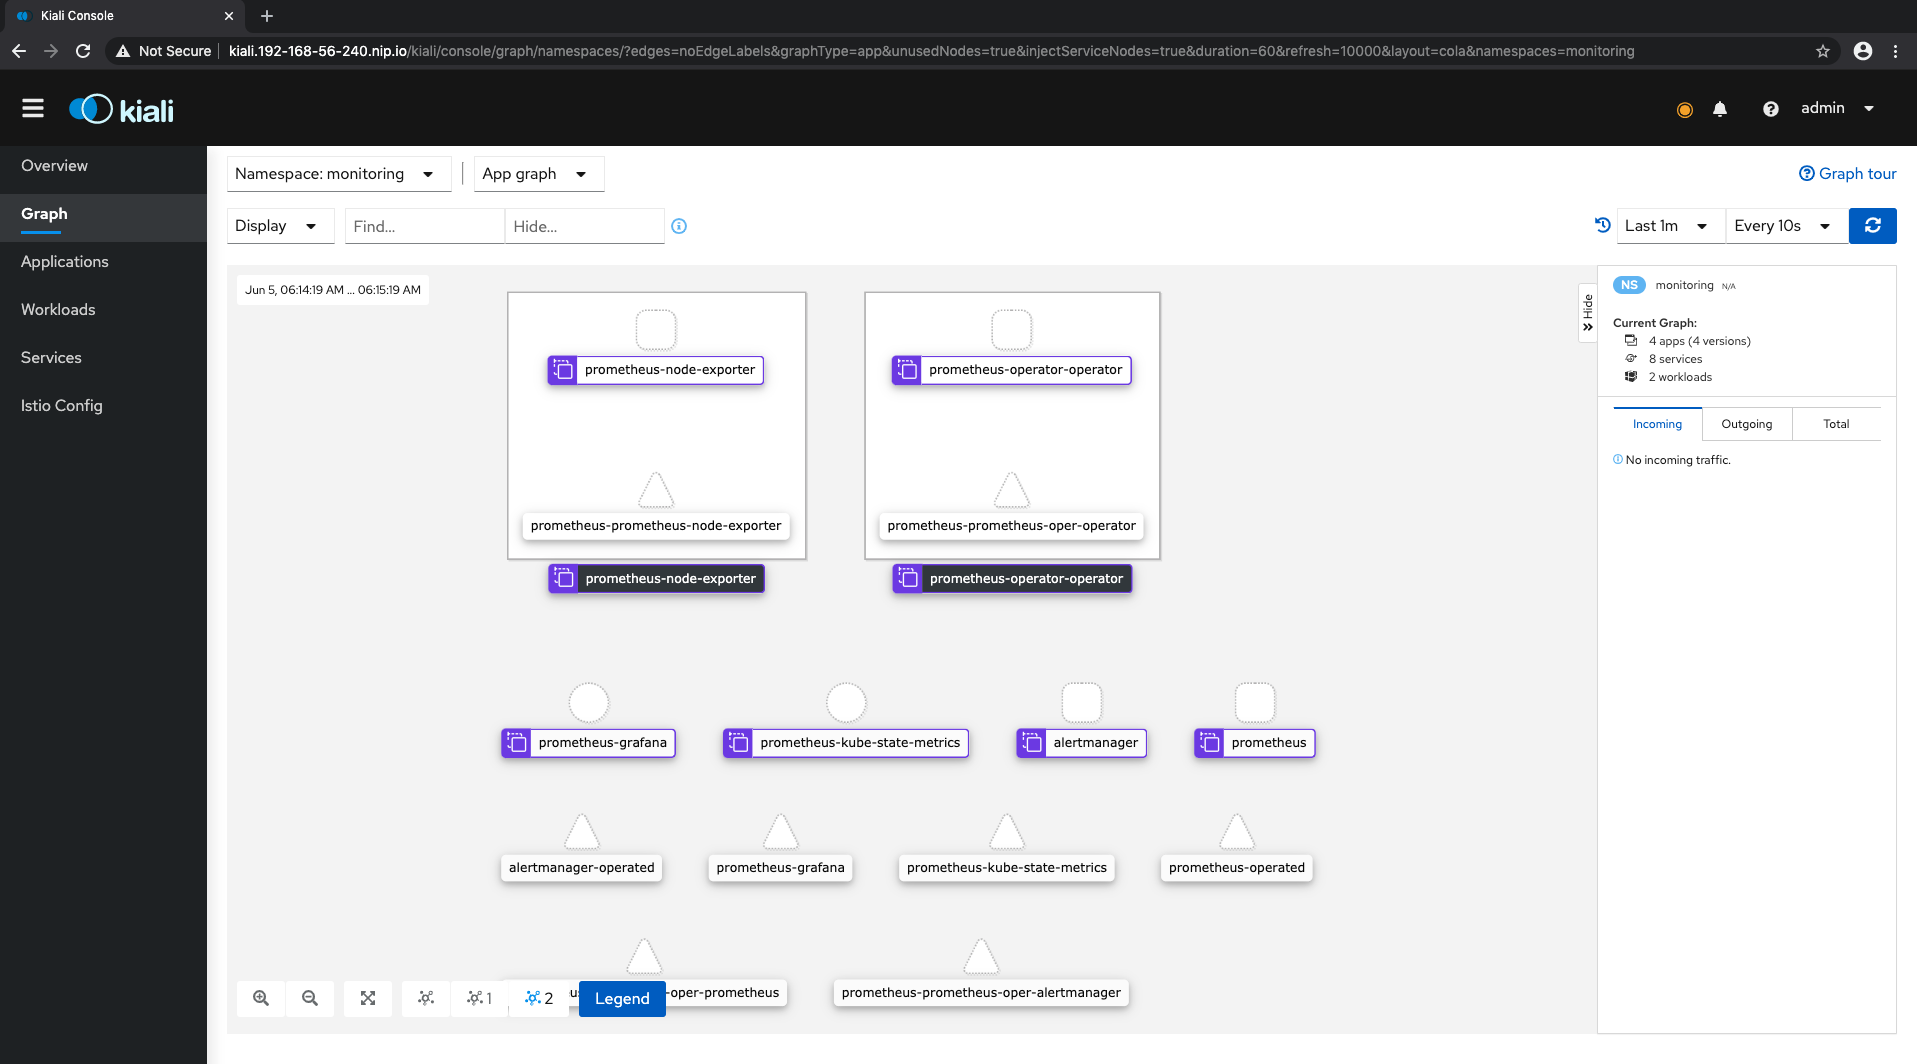 Kiali Console
Not Secure
kiali.192-168-56-240.nip.io/kiali/console/graph/namespaces/?edges=noEdgeLabels&graphType=app&unusedNodes=true&injectServiceNodes=true&duration=60&refresh=10000&layout=cola&namespaces=monitoring
kiali
admin
Overview
Graph
Applications
Workloads
Services
Istio Config
Namespace: monitoring
App graph
Graph tour
Display
Find...
Hide...
Last 1m
Every 10s
Jun 5, 06:14:19 AM ... 06:15:19 AM
prometheus-node-exporter
prometheus-operator-operator
prometheus-prometheus-node-exporter
prometheus-prometheus-oper-operator
prometheus-node-exporter
prometheus-operator-operator
prometheus-grafana
prometheus-kube-state-metrics
alertmanager
prometheus
alertmanager-operated
prometheus-grafana
prometheus-kube-state-metrics
prometheus-operated
-oper-prometheus
prometheus-prometheus-oper-alertmanager
1
2
Legend
Hide
NS monitoring N/A
Current Graph:
4 apps (4 versions)
8 services
2 workloads
Incoming
Outgoing
Total
No incoming traffic.